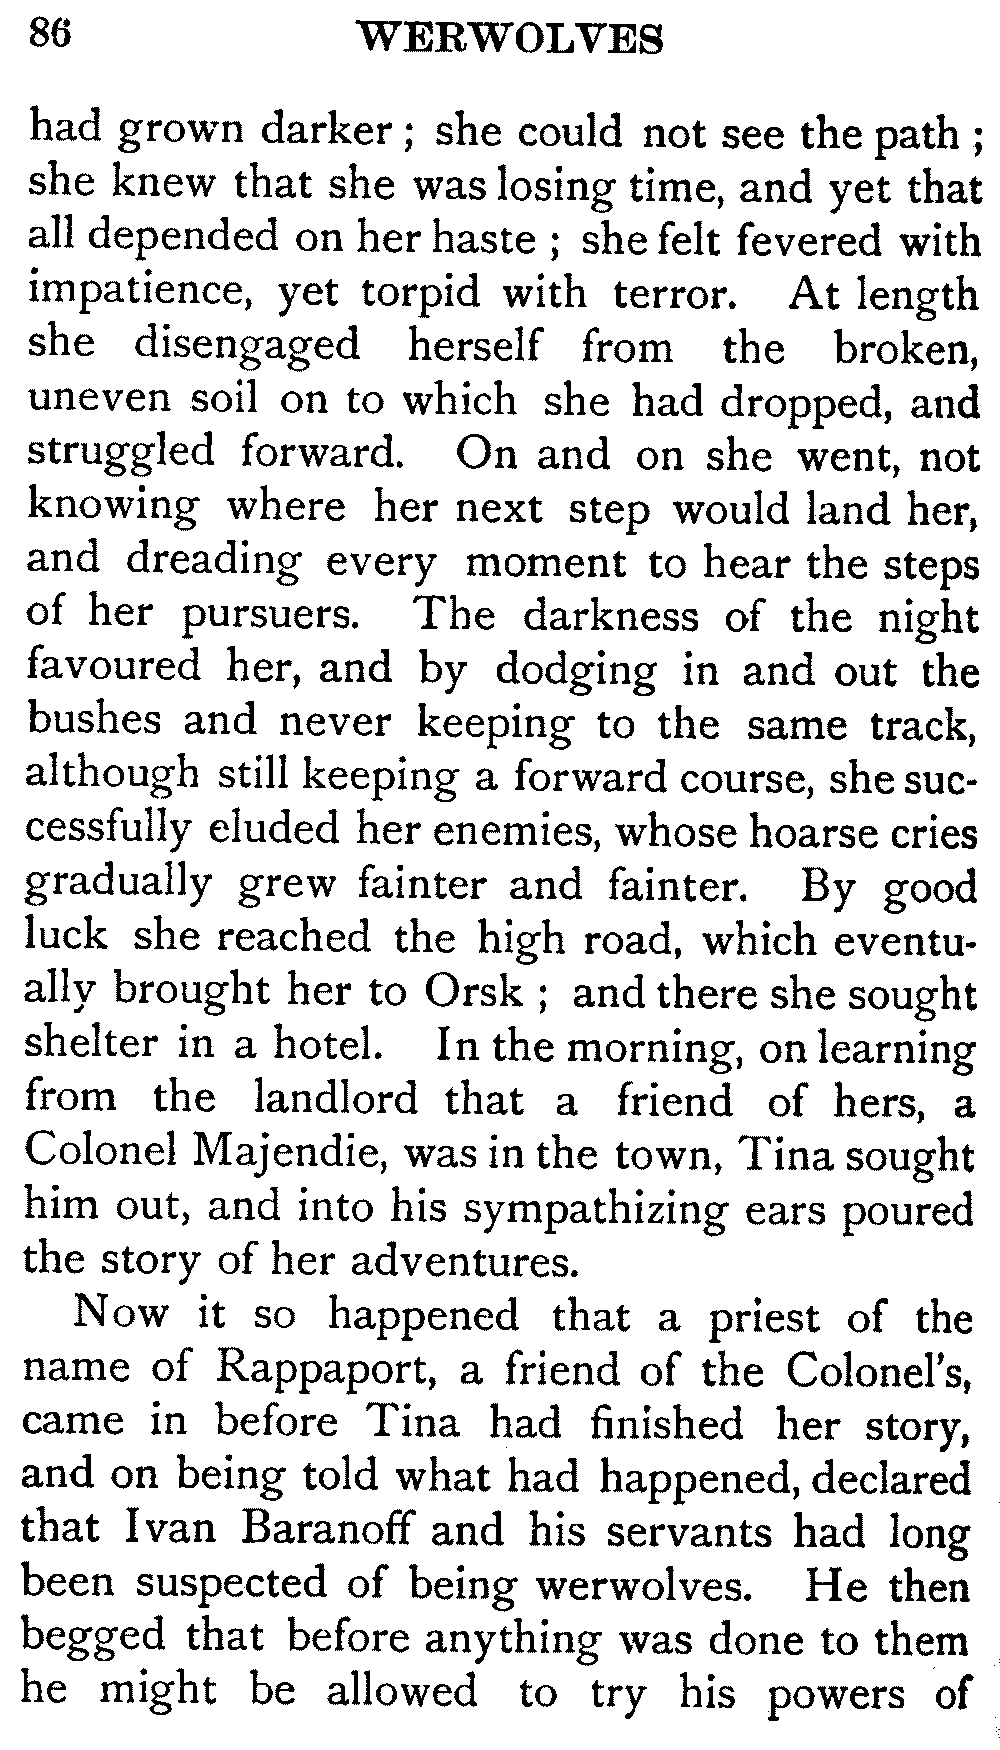 86 WERWOLVES
had grown darker ; she could not see the path ;
she knew that she was losing time, and yet that
all depended on her haste ; she felt fevered with
impatience, yet torpid with terror. At length
she disengaged herself from the broken,
uneven soil on to which she had dropped, and
struggled forward. On and on she went, not
knowing where her next step would land her,
and dreading every moment to hear the steps
of her pursuers. The darkness of the night
favoured her, and by dodging in and out the
bushes and never keeping to the same track,
although still keeping a forward course, she suc-
cessfully eluded her enemies, whose hoarse cries
gradually grew fainter and fainter. By good
luck she reached the high road, which eventu-
ally brought her to Orsk ; and there she sought
shelter in a hotel. In the morning, on learning
from the landlord that a friend of hers, a
Colonel Majendie, was in the town, Tina sought
him out, and into his sympathizing ears poured
the story of her adventures.
Now it so happened that a priest of the
name of Rappaport, a friend of the Colonel's,
came in before Tina had finished her story,
and on being told what had happened, declared
that Ivan Baranoff and his servants had long
been suspected of being werwolves. He then
begged that before anything was done to them
he might be allowed to try his powers of